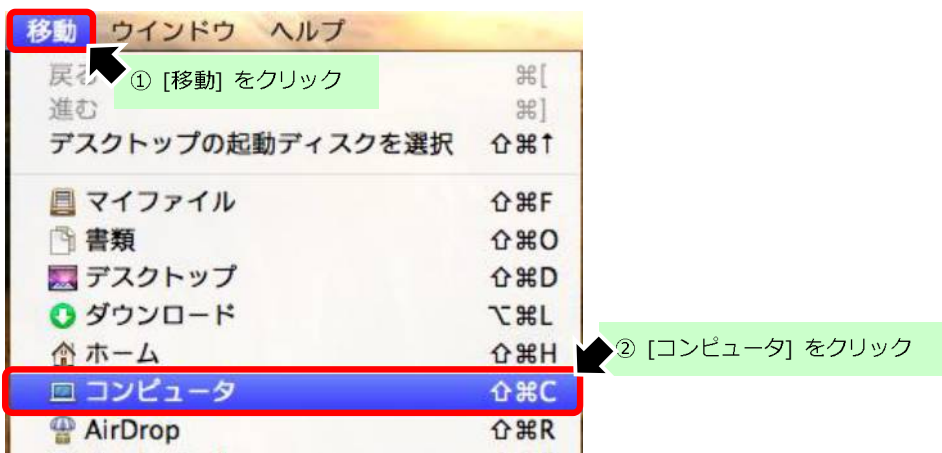 移動 ウインドウ ヘルプ
① [移動] をクリック
戻る ⌘[
進む ⌘]
デスクトップの起動ディスクを選択 ⇧⌘↑
マイファイル ⇧⌘F
書類 ⇧⌘O
デスクトップ ⇧⌘D
ダウンロード ⌥⌘L
ホーム ⇧⌘H
② [コンピュータ] をクリック
コンピュータ ⇧⌘C
AirDrop ⇧⌘R